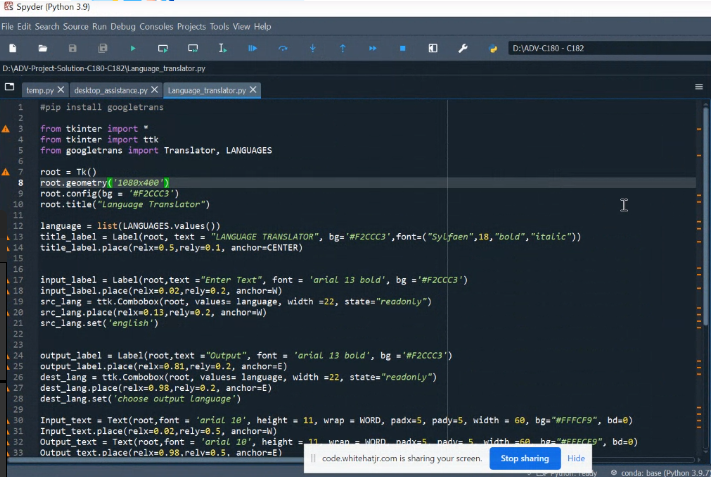 Spyder (Python 3.9)
File Edit Search Source Run Debug Consoles Projects Tools View Help
D:\ADV-C180 - C182
D:\ADV-Project-Solution-C180-C182\Language_translator.py
temp.py X desktop_assistance.py X Language_translator.py X
1 #pip install googletrans
2
3 from tkinter import *
4 from tkinter import ttk
5 from googletrans import Translator, LANGUAGES
6
7 root = Tk()
8 root.geometry('1080x400')
9 root.config(bg = '#F2CCC3')
10 root.title("Language Translator")
11
12 language = list(LANGUAGES.values())
13 title_label = Label(root, text = "LANGUAGE TRANSLATOR", bg='#F2CCC3',font=("Sylfaen",18,"bold","italic"))
14 title_label.place(relx=0.5,rely=0.1, anchor=CENTER)
15
16
17 input_label = Label(root,text ="Enter Text", font = 'arial 13 bold', bg ='#F2CCC3')
18 input_label.place(relx=0.02,rely=0.2, anchor=W)
19 src_lang = ttk.Combobox(root, values= language, width =22, state="readonly")
20 src_lang.place(relx=0.13,rely=0.2, anchor=W)
21 src_lang.set('english')
22
23
24 output_label = Label(root,text ="Output", font = 'arial 13 bold', bg ='#F2CCC3')
25 output_label.place(relx=0.81,rely=0.2, anchor=E)
26 dest_lang = ttk.Combobox(root, values= language, width =22, state="readonly")
27 dest_lang.place(relx=0.98,rely=0.2, anchor=E)
28 dest_lang.set('choose output language')
29
30 Input_text = Text(root,font = 'arial 10', height = 11, wrap = WORD, padx=5, pady=5, width = 60, bg="#FFFCF9", bd=0)
31 Input_text.place(relx=0.02,rely=0.5, anchor=W)
32 Output_text = Text(root,font = 'arial 10', height = 11, wrap = WORD, padx=5, pady= 5, width =60, bg="#FFFCF9", bd=0)
33 Output_text.place(relx=0.98,rely=0.5, anchor=E)
code.whitehatjr.com is sharing your screen. Stop sharing Hide
ready conda: base (Python 3.9.7)